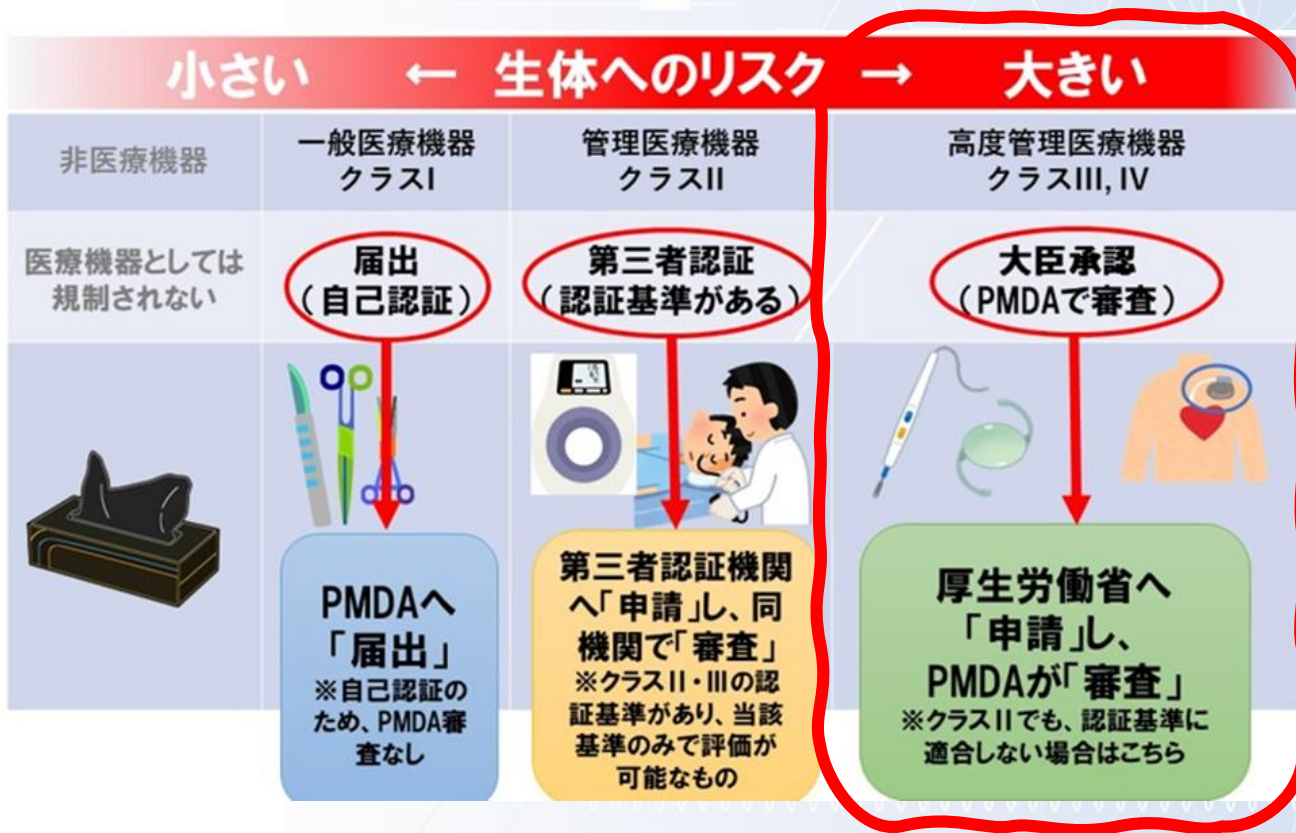 小さい ← 生体へのリスク → 大きい
非医療機器
一般医療機器
クラスI
管理医療機器
クラスII
高度管理医療機器
クラスIII, IV
医療機器としては
規制されない
届出
（自己認証）
第三者認証
（認証基準がある）
大臣承認
（PMDAで審査）
PMDAへ
「届出」
※自己認証の
ため、PMDA審
査なし
第三者認証機関
へ「申請」し、同
機関で「審査」
※クラスII・IIIの認
証基準があり、当該
基準のみで評価が
可能なもの
厚生労働省へ
「申請」し、
PMDAが「審査」
※クラスIIでも、認証基準に
適合しない場合はこちら